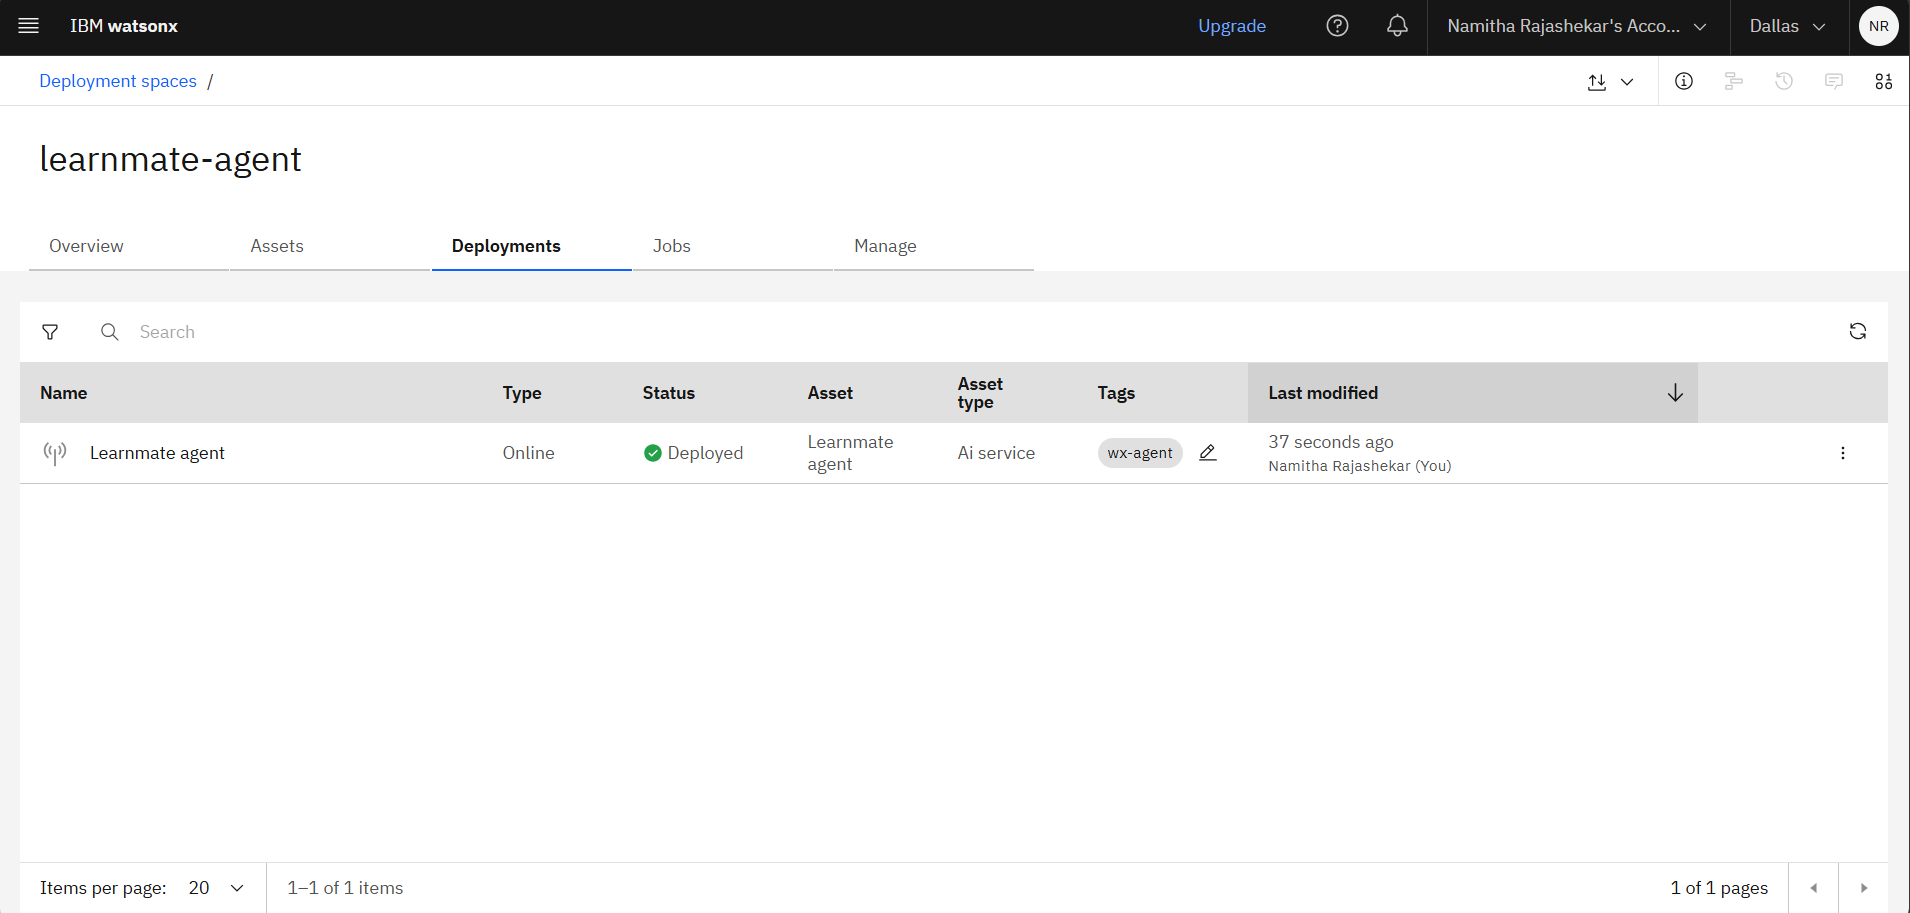 IBM watsonx
Upgrade
Namitha Rajashekar's Acco...
Dallas
NR
Deployment spaces /
learnmate-agent
Overview
Assets
Deployments
Jobs
Manage
Search
Name
Type
Status
Asset
Asset
type
Tags
Last modified
Learnmate agent
Online
Deployed
Learnmate
agent
Ai service
wx-agent
37 seconds ago
Namitha Rajashekar (You)
Items per page: 20
1–1 of 1 items
1 of 1 pages